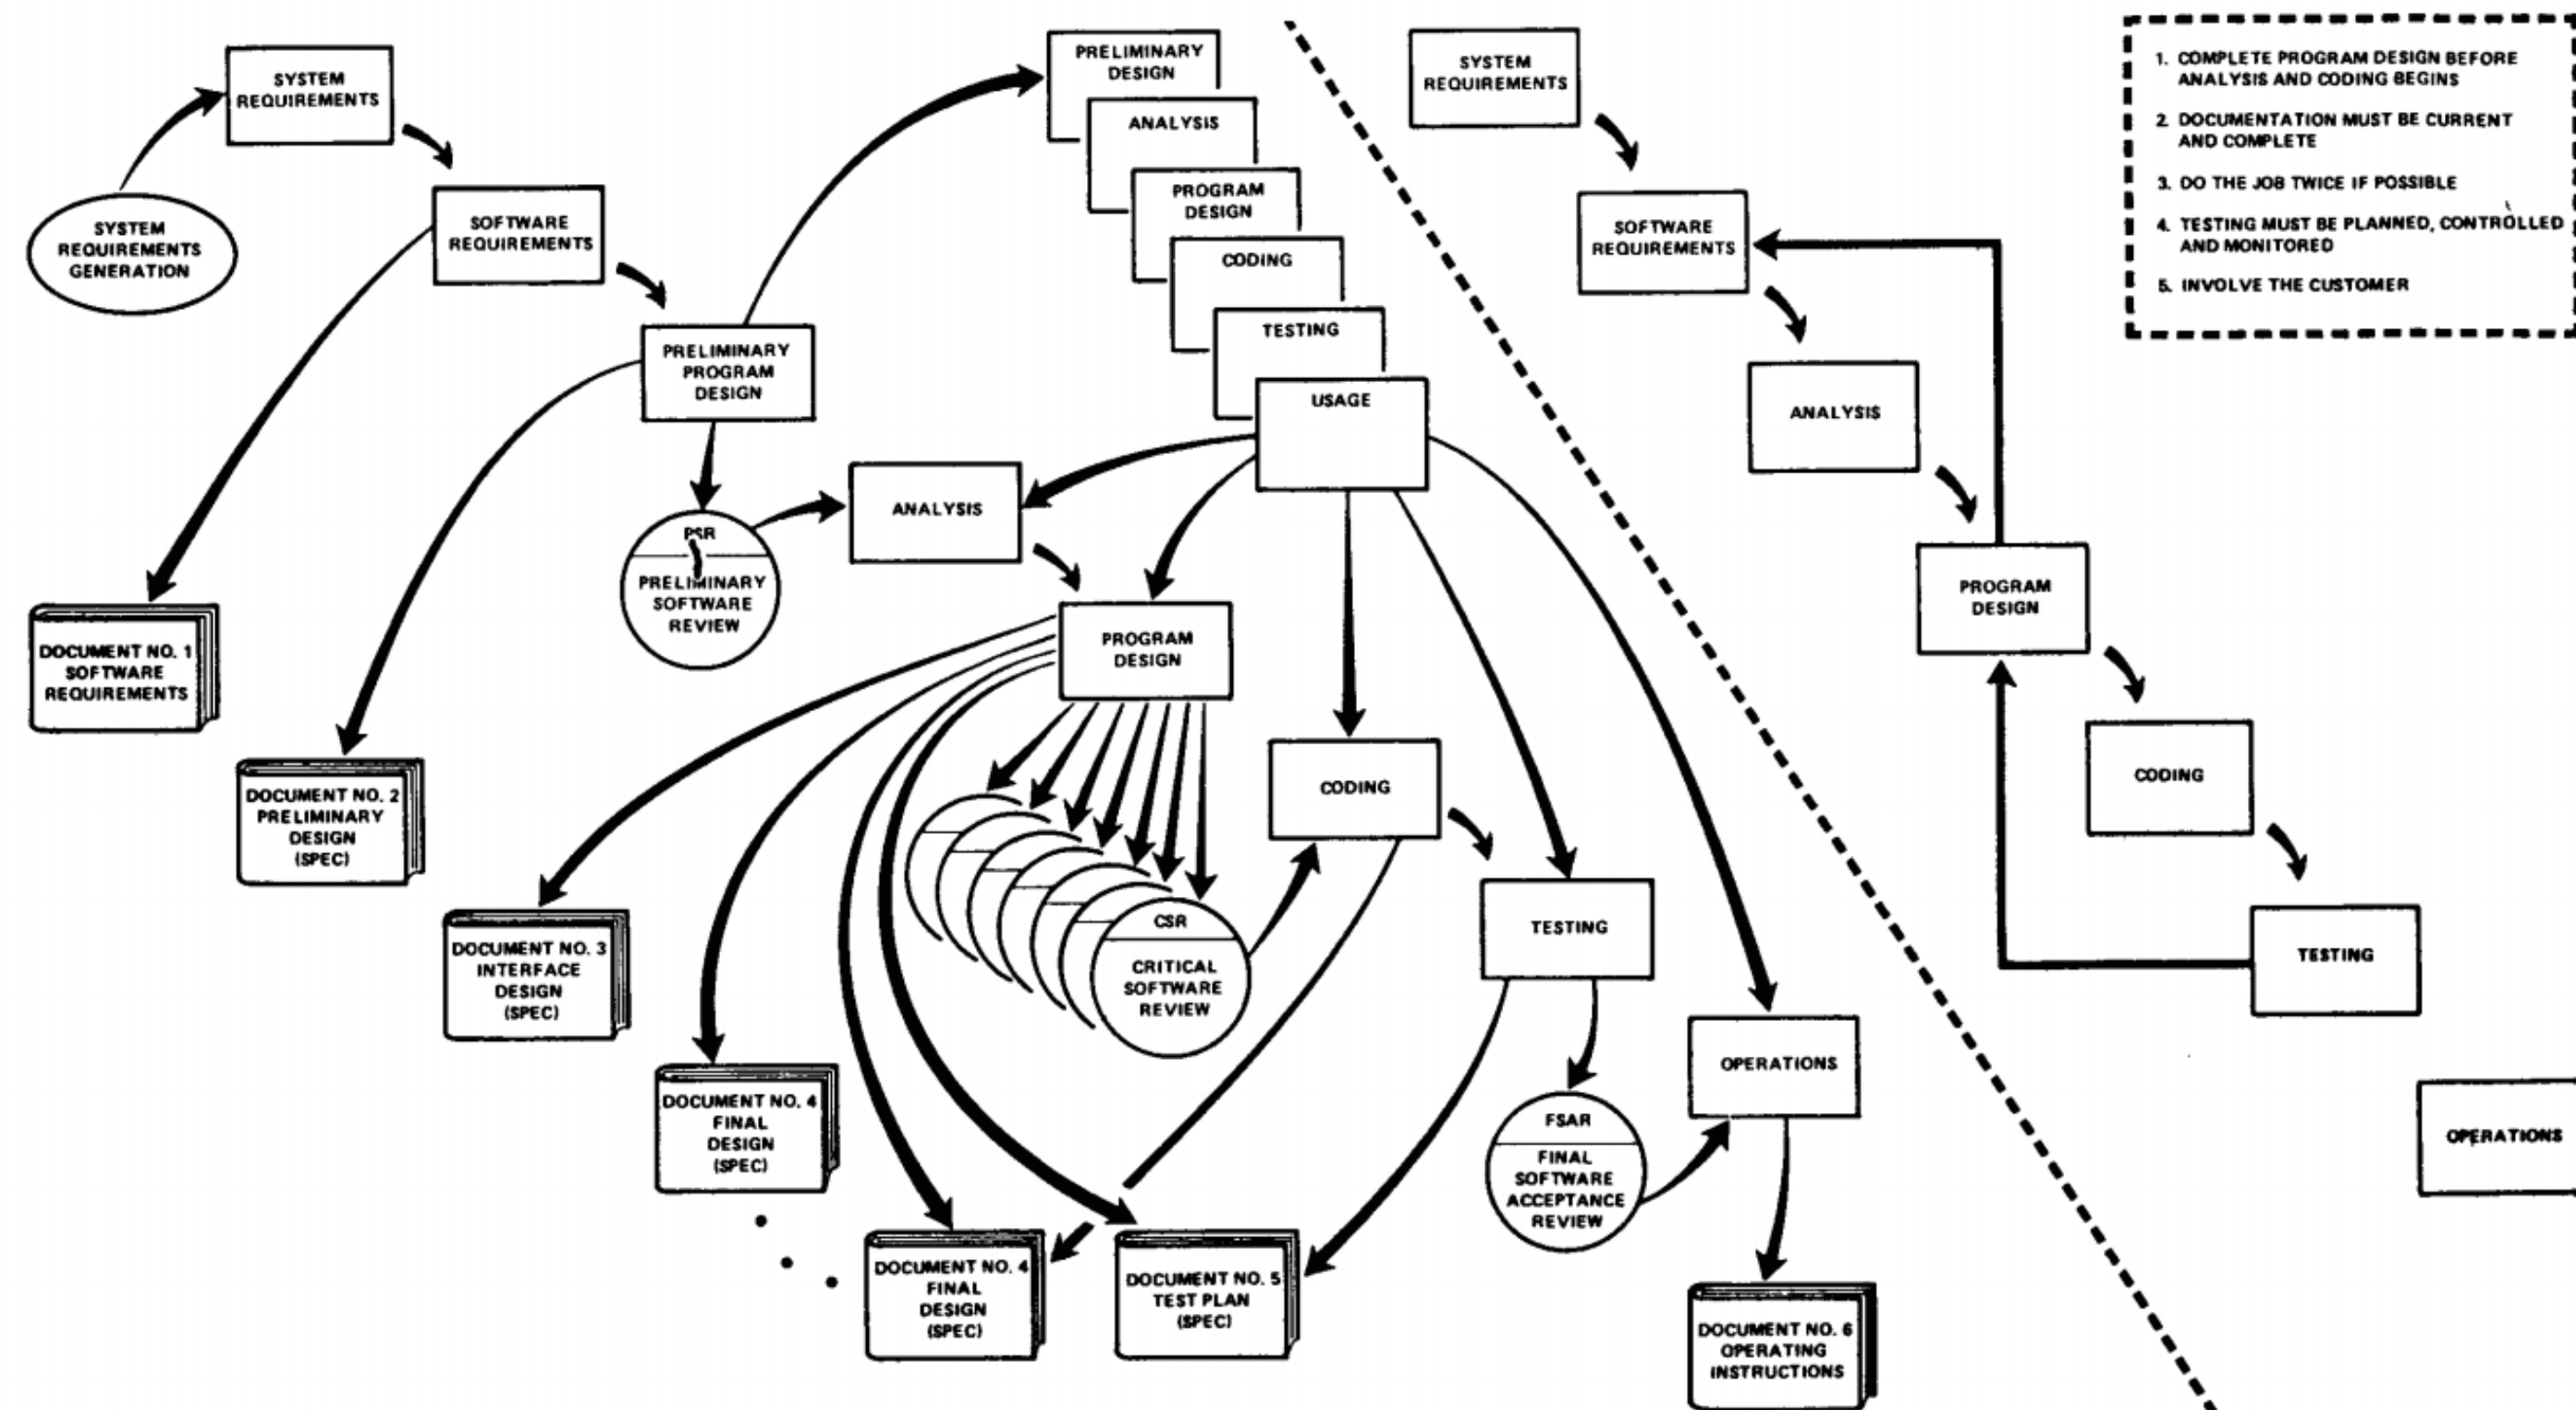 SYSTEM
REQUIREMENTS
SYSTEM
REQUIREMENTS
GENERATION
SOFTWARE
REQUIREMENTS
PRELIMINARY
PROGRAM
DESIGN
PSR
PRELIMINARY
SOFTWARE
REVIEW
PRELIMINARY
DESIGN
ANALYSIS
PROGRAM
DESIGN
CODING
TESTING
USAGE
ANALYSIS
PROGRAM
DESIGN
CSR
CRITICAL
SOFTWARE
REVIEW
CODING
TESTING
FSAR
FINAL
SOFTWARE
ACCEPTANCE
REVIEW
OPERATIONS
DOCUMENT NO. 1
SOFTWARE
REQUIREMENTS
DOCUMENT NO. 2
PRELIMINARY
DESIGN
(SPEC)
DOCUMENT NO. 3
INTERFACE
DESIGN
(SPEC)
DOCUMENT NO. 4
FINAL
DESIGN
(SPEC)
DOCUMENT NO. 4
FINAL
DESIGN
(SPEC)
DOCUMENT NO. 5
TEST PLAN
(SPEC)
DOCUMENT NO. 6
OPERATING
INSTRUCTIONS
SYSTEM
REQUIREMENTS
SOFTWARE
REQUIREMENTS
ANALYSIS
PROGRAM
DESIGN
CODING
TESTING
OPERATIONS
1. COMPLETE PROGRAM DESIGN BEFORE
ANALYSIS AND CODING BEGINS
2. DOCUMENTATION MUST BE CURRENT
AND COMPLETE
3. DO THE JOB TWICE IF POSSIBLE
4. TESTING MUST BE PLANNED, CONTROLLED
AND MONITORED
5. INVOLVE THE CUSTOMER